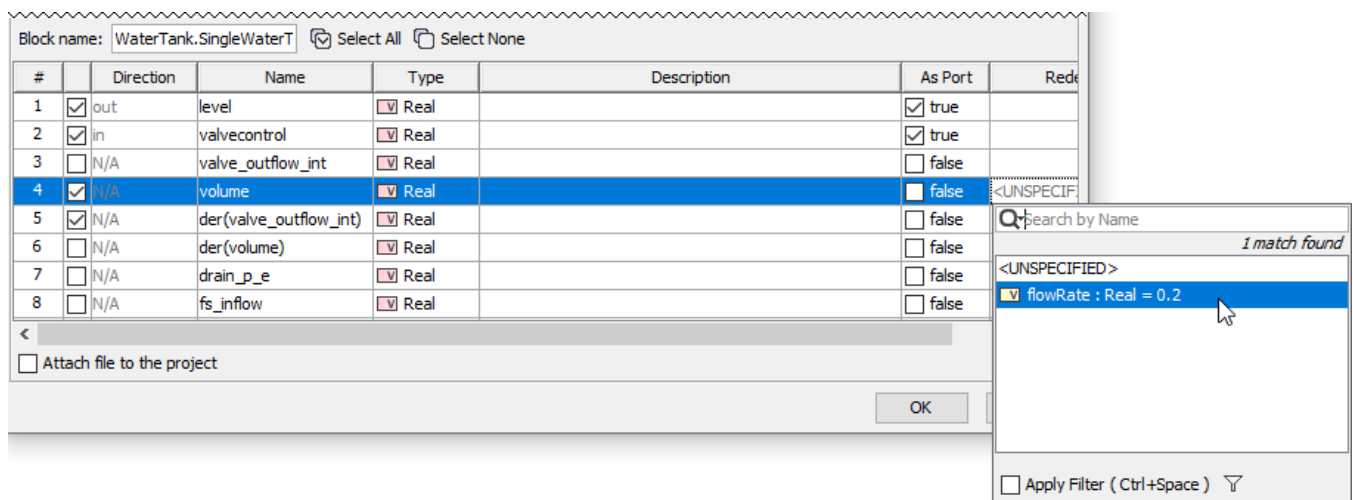 Block name: WaterTank.SingleWaterT Select All Select None
# Direction Name Type Description As Port Rede
1 out level V Real true
2 in valvecontrol V Real true
3 N/A valve_outflow_int V Real false
4 N/A volume V Real false <UNSPECIFI
5 N/A der(valve_outflow_int) V Real false
6 N/A der(volume) V Real false
7 N/A drain_p_e V Real false
8 N/A fs_inflow V Real false
Attach file to the project
OK
Search by Name
1 match found
<UNSPECIFIED>
V flowRate : Real = 0.2
Apply Filter ( Ctrl+Space )